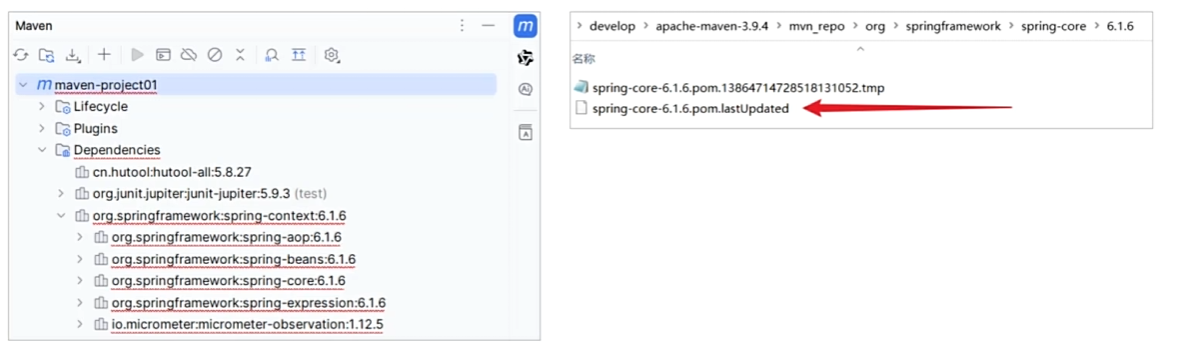 Maven
maven-project01
Lifecycle
Plugins
Dependencies
cn.hutool:hutool-all:5.8.27
org.junit.jupiter:junit-jupiter:5.9.3 (test)
org.springframework:spring-context:6.1.6
org.springframework:spring-aop:6.1.6
org.springframework:spring-beans:6.1.6
org.springframework:spring-core:6.1.6
org.springframework:spring-expression:6.1.6
io.micrometer:micrometer-observation:1.12.5
m
AI
A
> develop > apache-maven-3.9.4 > mvn_repo > org > springframework > spring-core > 6.1.6
名称
spring-core-6.1.6.pom.13864714728518131052.tmp
spring-core-6.1.6.pom.lastUpdated